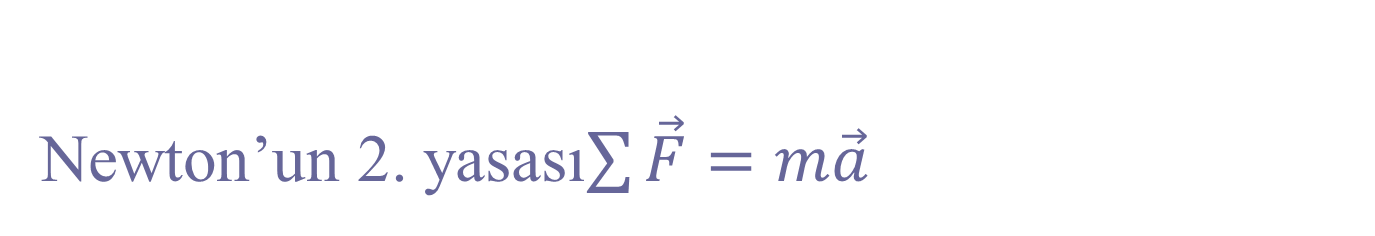 Newton’un 2. yasası∑ F⃗ = ma⃗